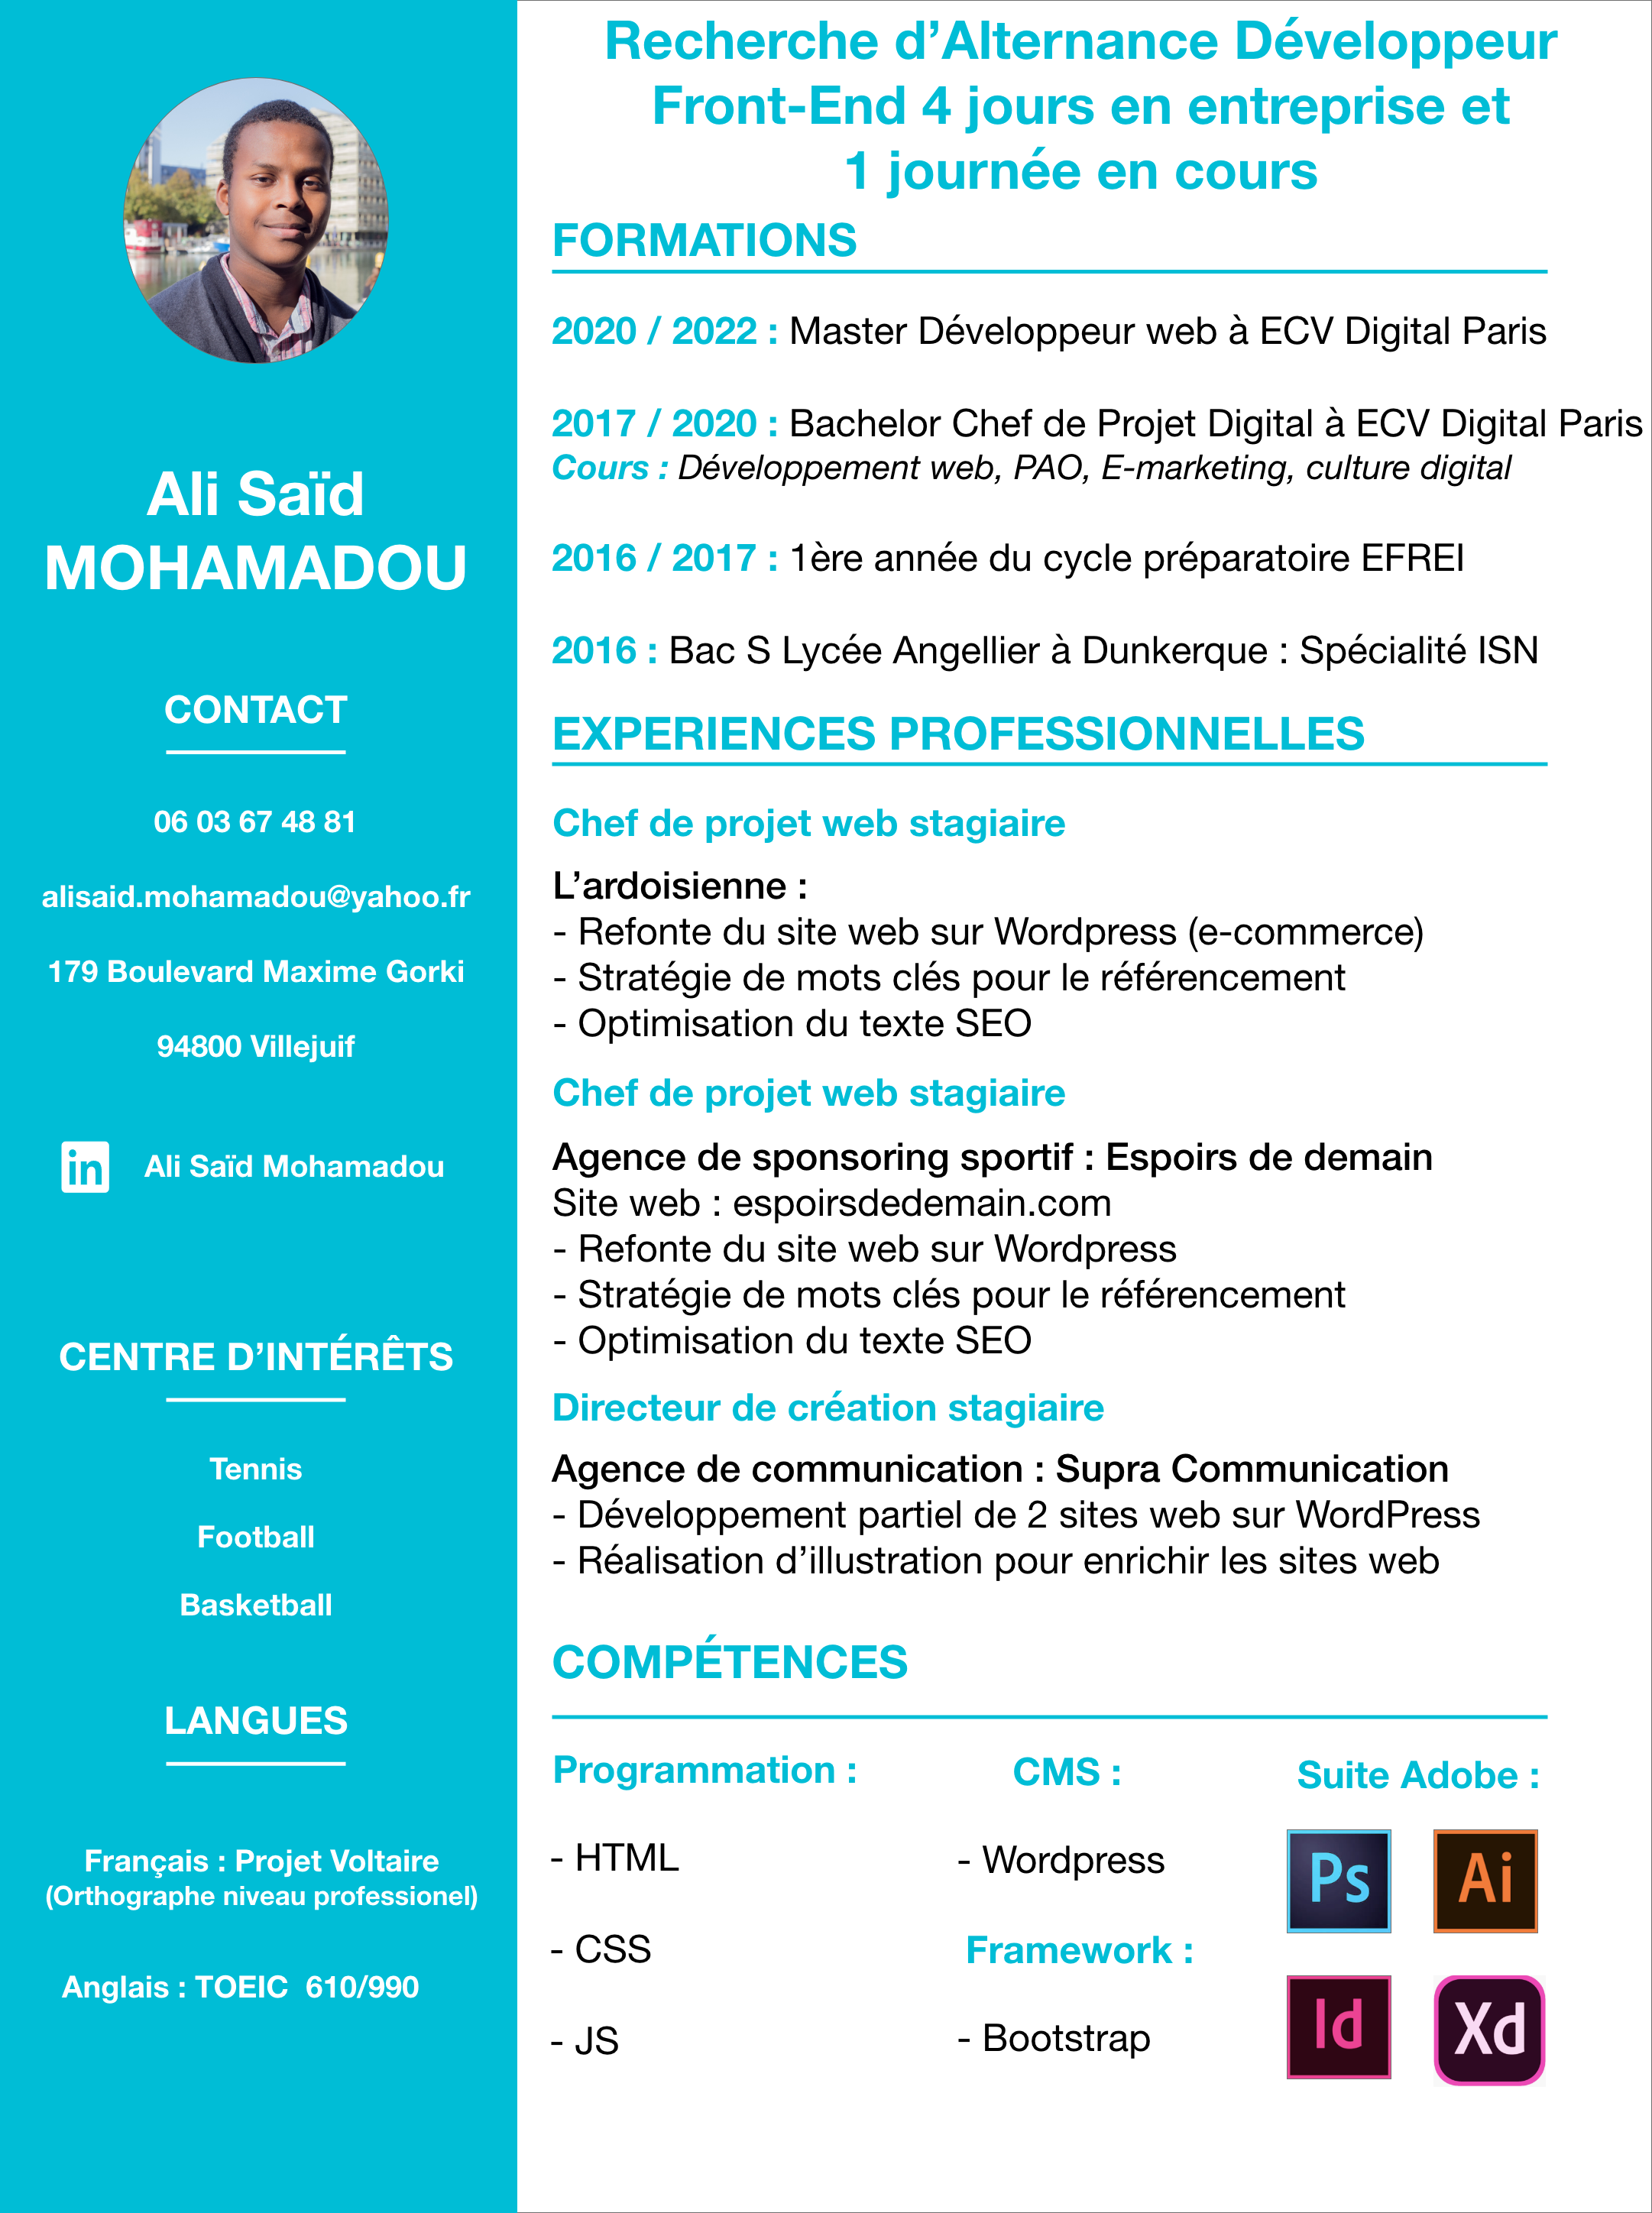 Ali Saïd
MOHAMADOU
CONTACT
06 03 67 48 81
alisaid.mohamadou@yahoo.fr
179 Boulevard Maxime Gorki
94800 Villejuif
in
Ali Saïd Mohamadou
CENTRE D’INTÉRÊTS
Tennis
Football
Basketball
LANGUES
Français : Projet Voltaire
(Orthographe niveau professionel)
Anglais : TOEIC 610/990
Recherche d’Alternance Développeur
Front-End 4 jours en entreprise et
1 journée en cours
FORMATIONS
2020 / 2022 : Master Développeur web à ECV Digital Paris
2017 / 2020 : Bachelor Chef de Projet Digital à ECV Digital Paris
Cours : Développement web, PAO, E-marketing, culture digital
2016 / 2017 : 1ère année du cycle préparatoire EFREI
2016 : Bac S Lycée Angellier à Dunkerque : Spécialité ISN
EXPERIENCES PROFESSIONNELLES
Chef de projet web stagiaire
L’ardoisienne :
- Refonte du site web sur Wordpress (e-commerce)
- Stratégie de mots clés pour le référencement
- Optimisation du texte SEO
Chef de projet web stagiaire
Agence de sponsoring sportif : Espoirs de demain
Site web : espoirsdedemain.com
- Refonte du site web sur Wordpress
- Stratégie de mots clés pour le référencement
- Optimisation du texte SEO
Directeur de création stagiaire
Agence de communication : Supra Communication
- Développement partiel de 2 sites web sur WordPress
- Réalisation d’illustration pour enrichir les sites web
COMPÉTENCES
Programmation :
- HTML
- CSS
- JS
CMS :
- Wordpress
Framework :
- Bootstrap
Suite Adobe :
Ps
Ai
Id
Xd